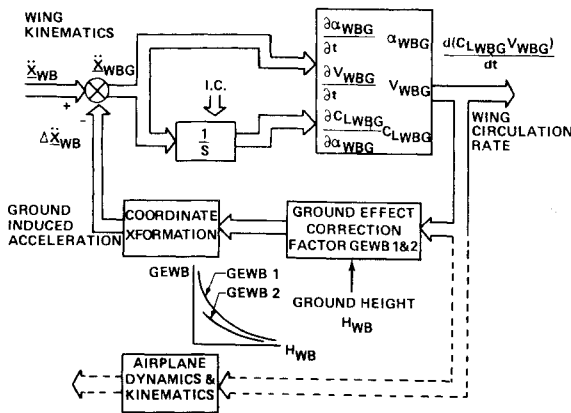 WING
KINEMATICS
Ẍ_WB
+
-
Ẍ_WBG
ΔẌ_WB
I.C.
1/S
∂α_WBG/∂t α_WBG
∂V_WBG/∂t V_WBG
∂C_LWBG/∂α_WBG C_LWBG
d(C_LWBG V_WBG)/dt
WING
CIRCULATION
RATE
GROUND
INDUCED
ACCELERATION
COORDINATE
XFORMATION
GROUND EFFECT
CORRECTION
FACTOR GEWB 1&2
GROUND HEIGHT
H_WB
GEWB
GEWB 1
GEWB 2
H_WB
AIRPLANE
DYNAMICS &
KINEMATICS